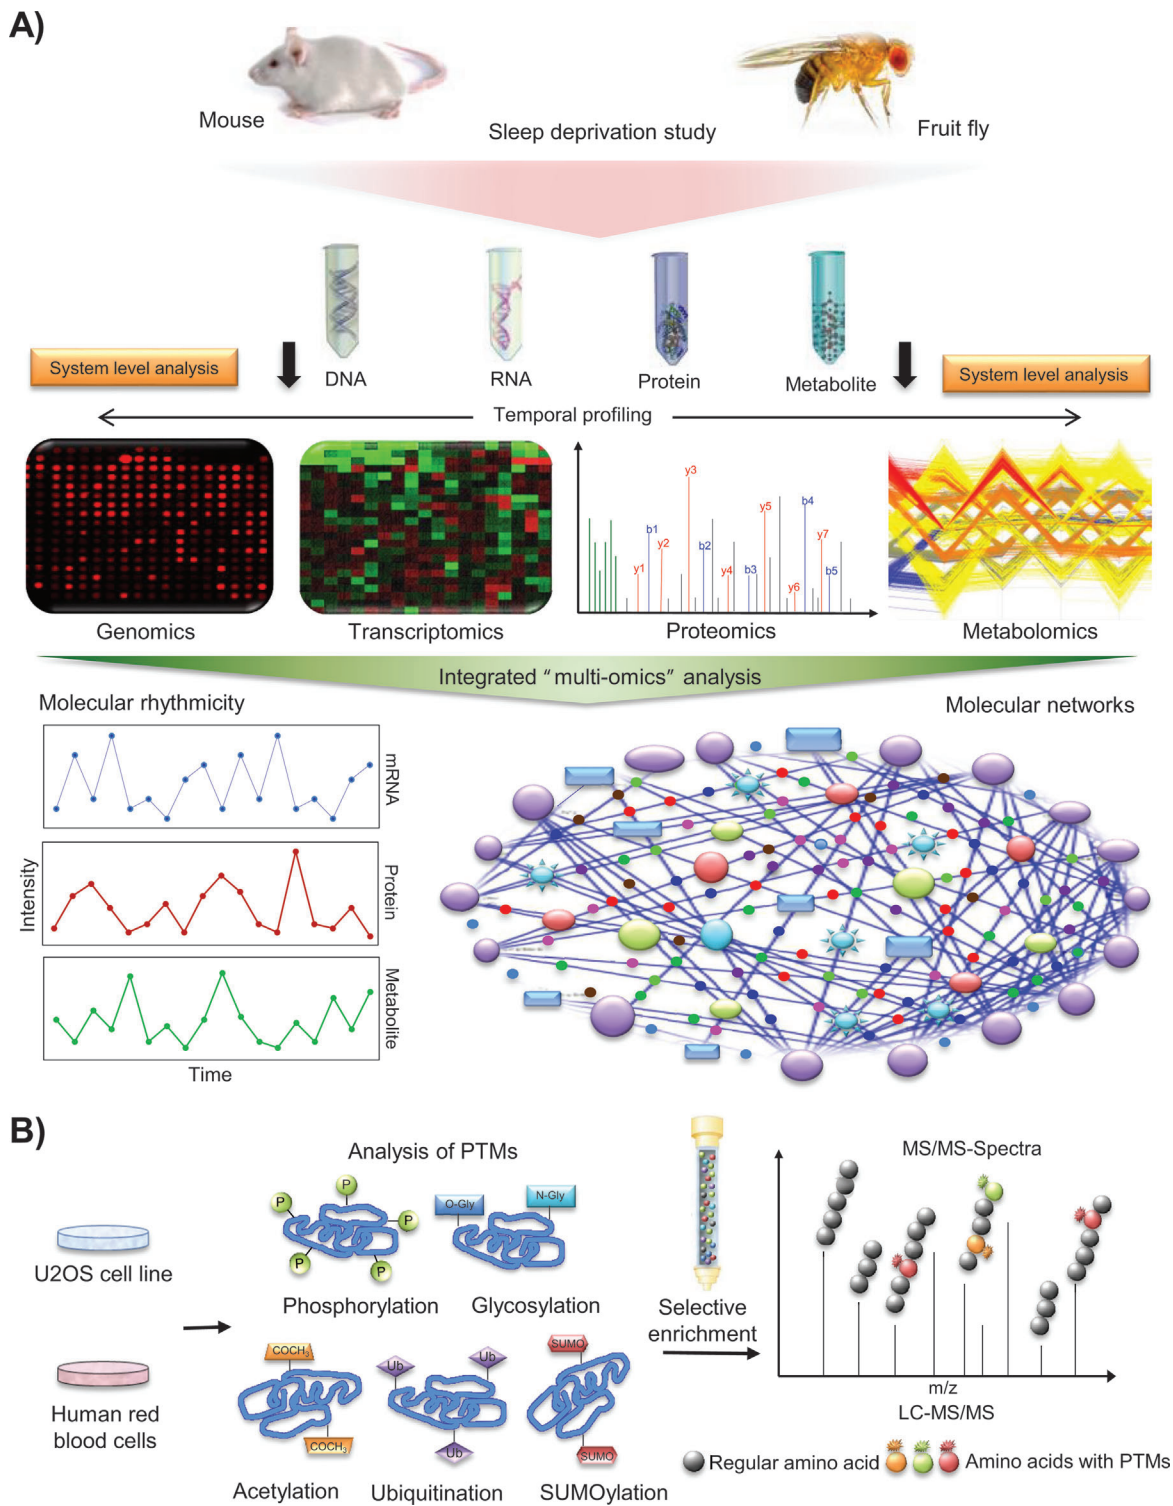 A)
Mouse
Sleep deprivation study
Fruit fly
System level analysis
DNA
RNA
Protein
Metabolite
System level analysis
Temporal profiling
y1
b1
y2
y3
b2
y4
b3
y5
y6
b4
y7
b5
Genomics
Transcriptomics
Proteomics
Metabolomics
Integrated “multi-omics” analysis
Molecular rhythmicity
Molecular networks
mRNA
Protein
Metabolite
Intensity
Time
B)
Analysis of PTMs
MS/MS-Spectra
P
P
P
P
P
O-Gly
N-Gly
U2OS cell line
Phosphorylation
Glycosylation
Selective
enrichment
COCH3
Ub
Ub
SUMO
Human red
blood cells
COCH3
Ub
SUMO
Acetylation
Ubiquitination
SUMOylation
m/z
LC-MS/MS
Regular amino acid
Amino acids with PTMs